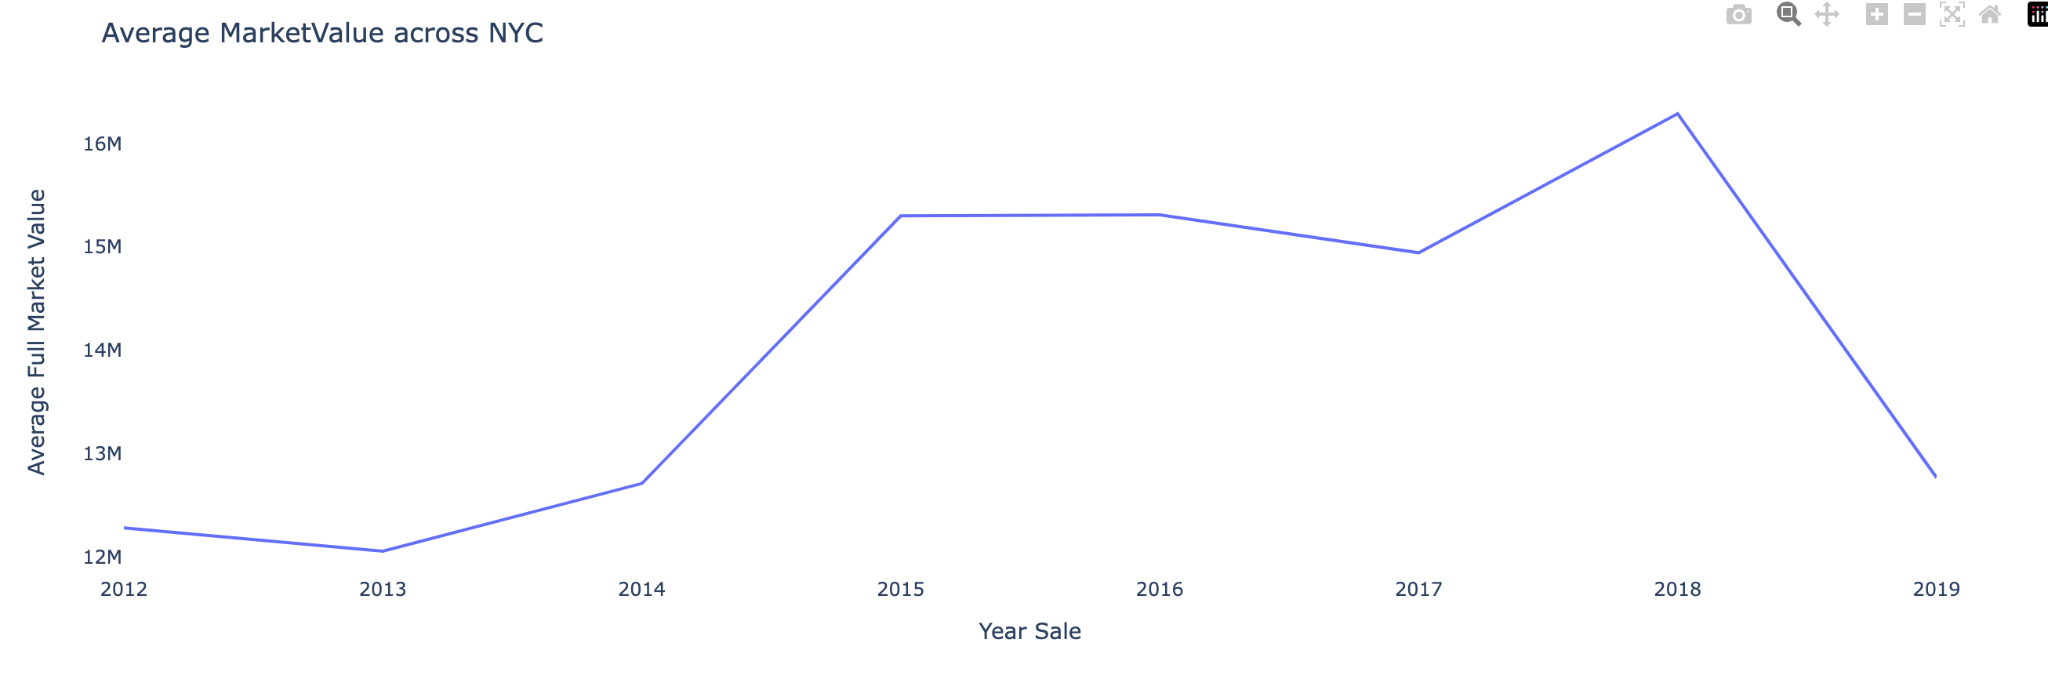 Average MarketValue across NYC
Average Full Market Value
16M
15M
14M
13M
12M
2012 2013 2014 2015 2016 2017 2018 2019
Year Sale